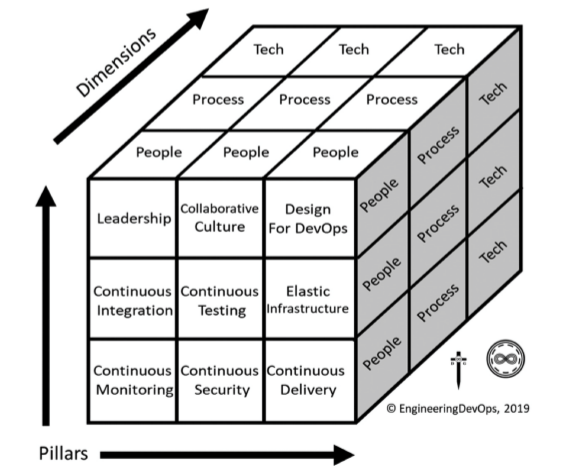 Dimensions
Tech Tech Tech
Process Process Process
People People People
Leadership
Collaborative
Culture
Design
For DevOps
Continuous
Integration
Continuous
Testing
Elastic
Infrastructure
Continuous
Monitoring
Continuous
Security
Continuous
Delivery
People Process Tech
People Process Tech
People Process Tech
© EngineeringDevOps, 2019
Pillars